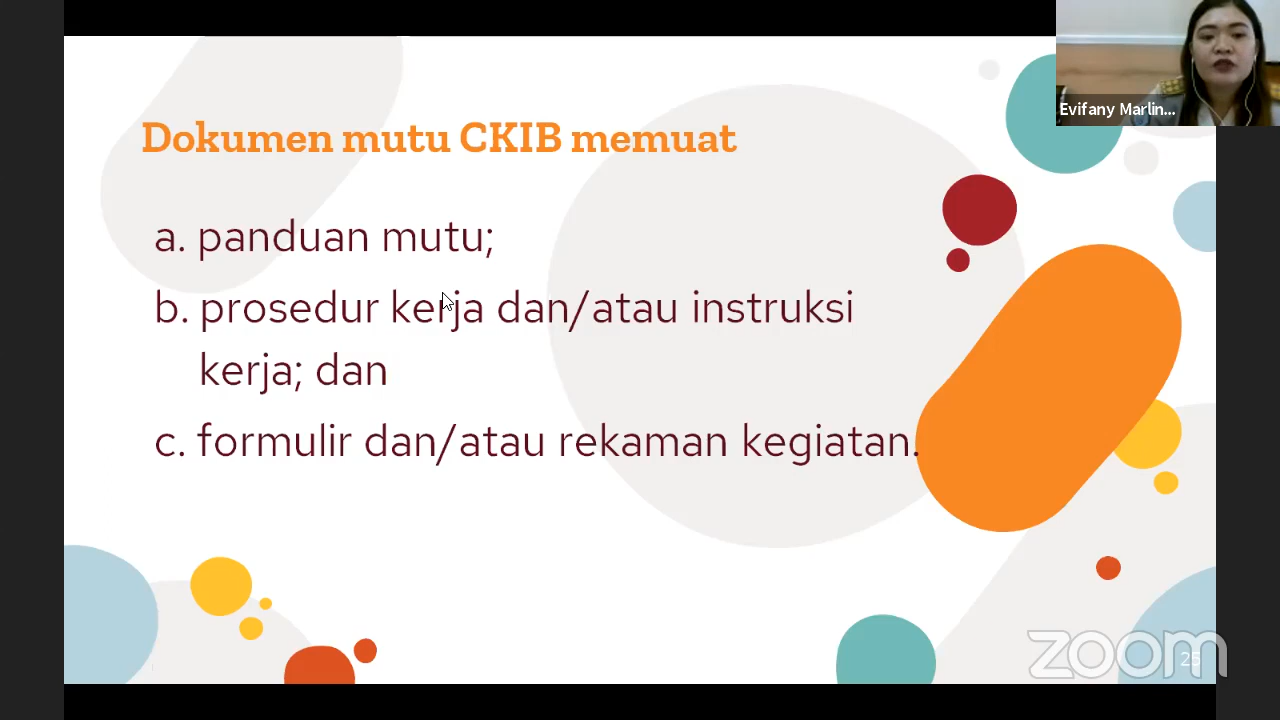 Evifany Marlin...
Dokumen mutu CKIB memuat
a. panduan mutu;
b. prosedur kerja dan/atau instruksi
kerja; dan
c. formulir dan/atau rekaman kegiatan.
zoom
25